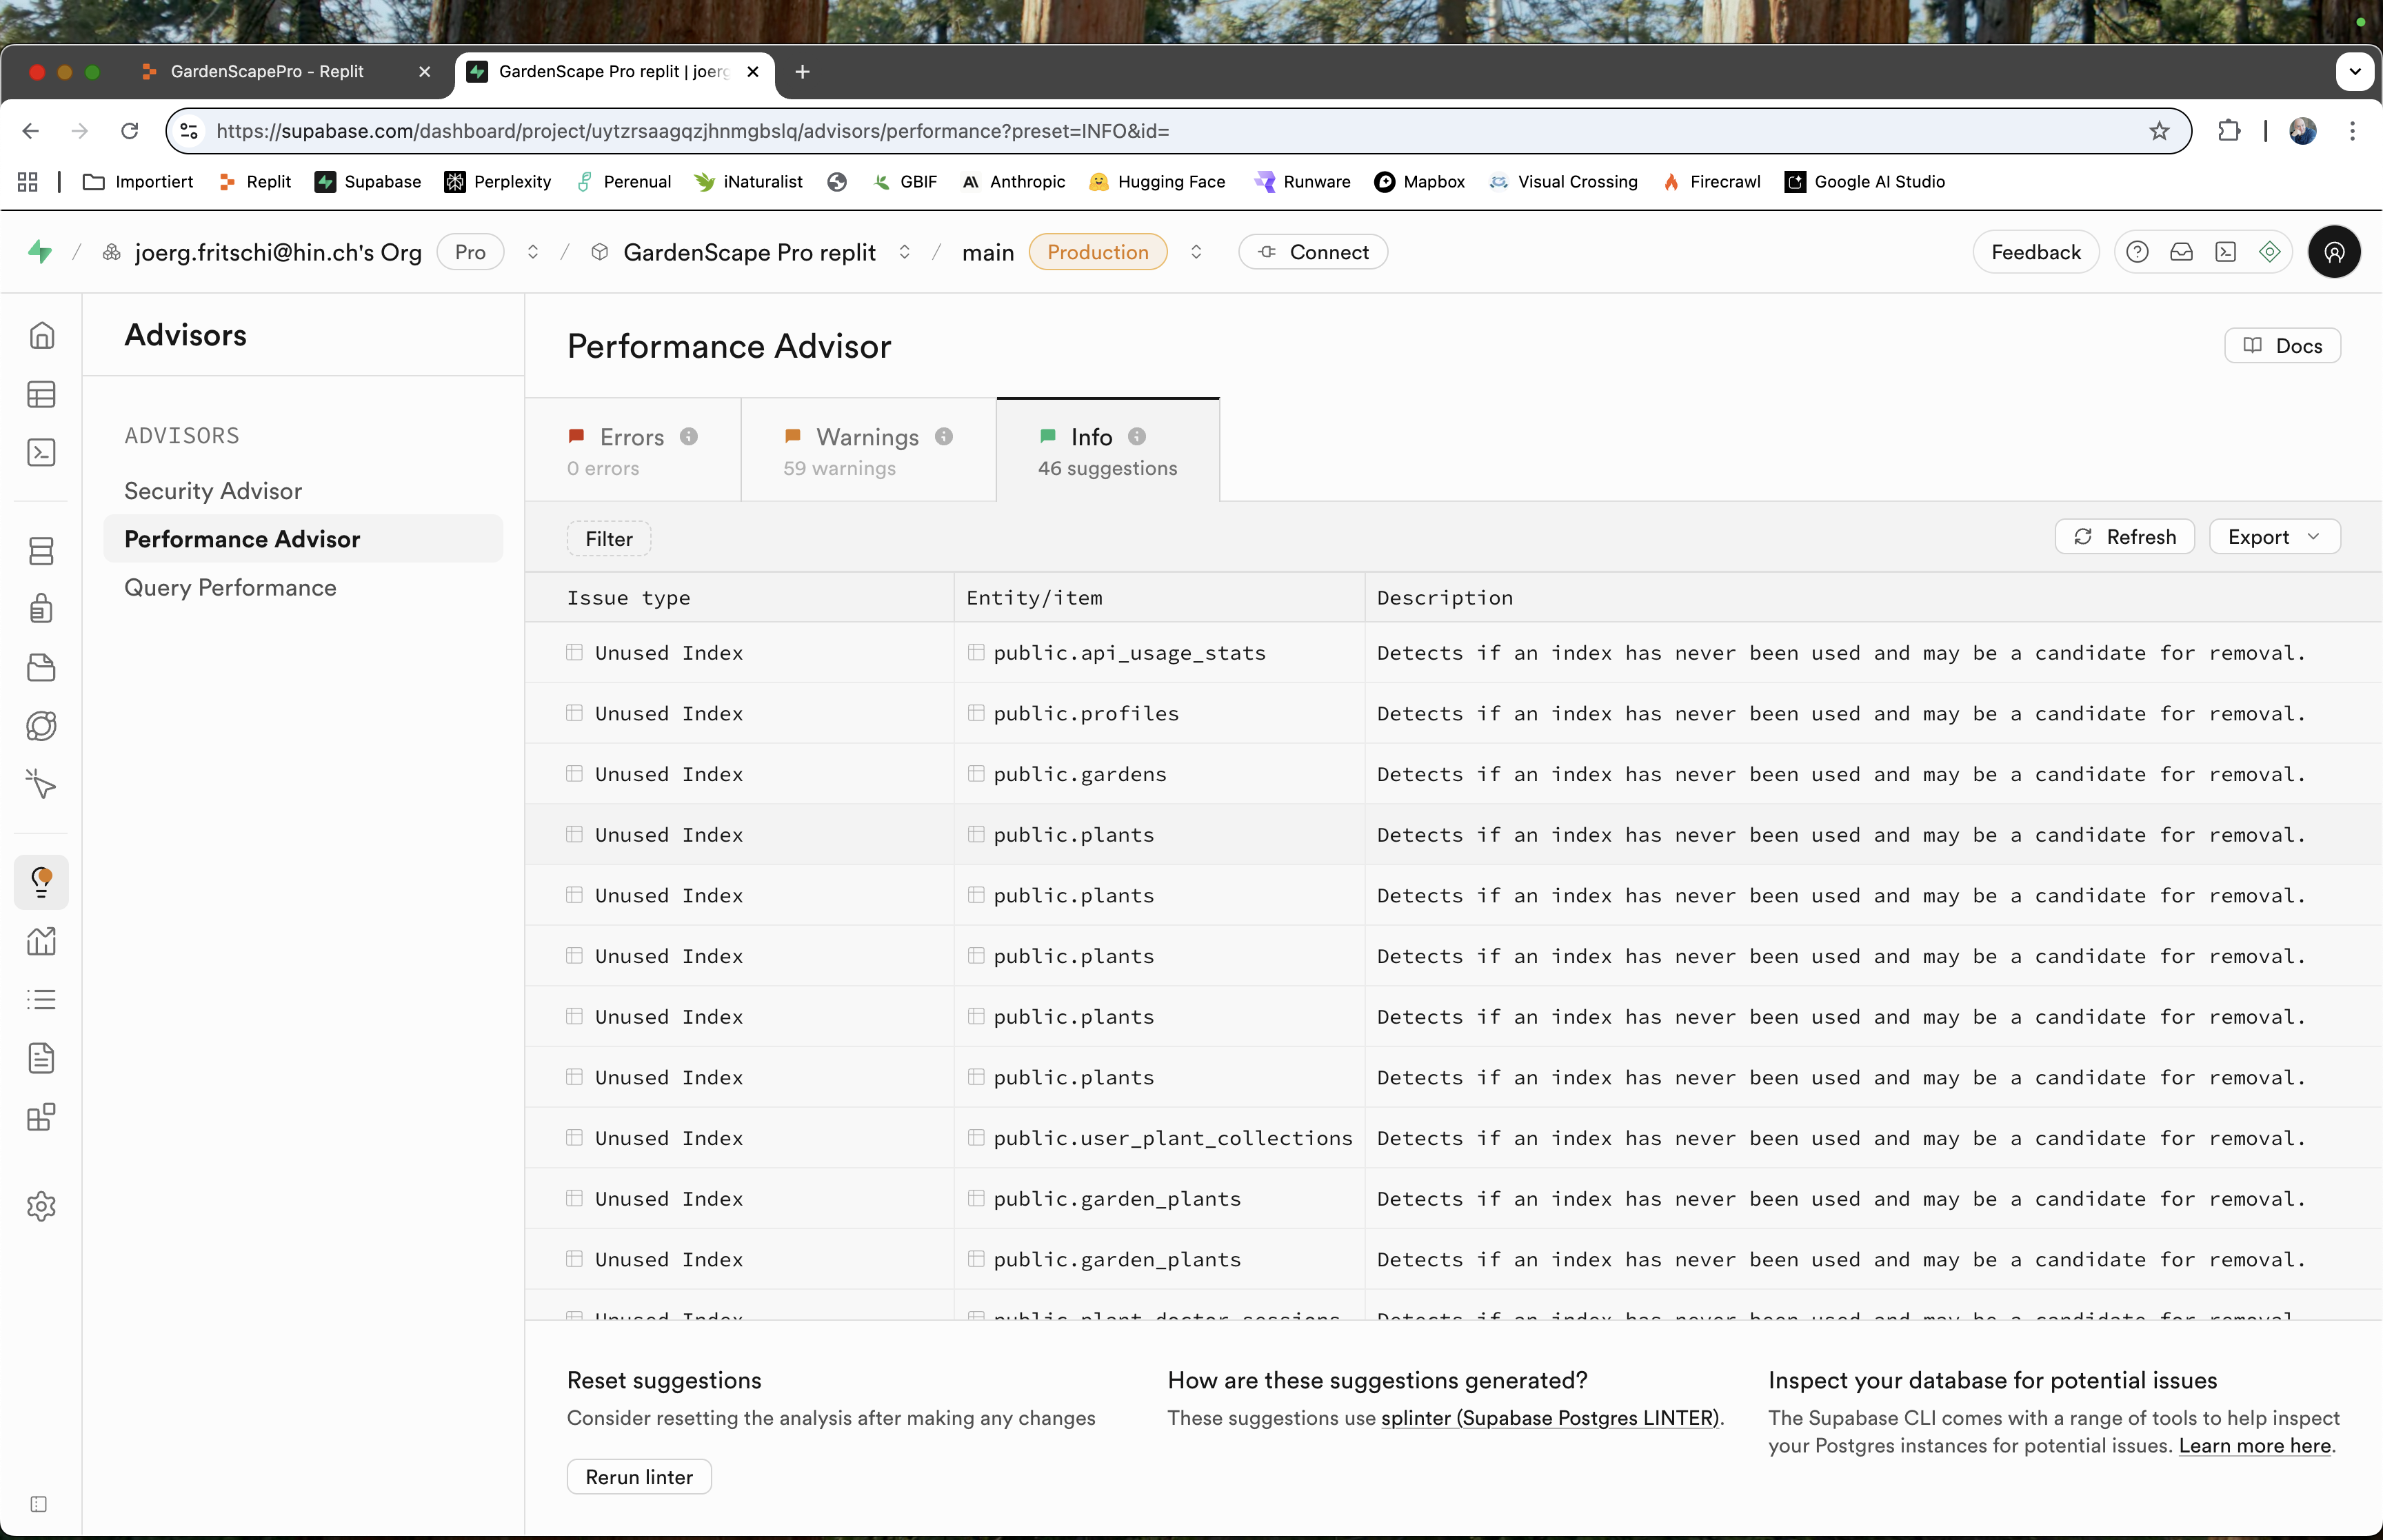 GardenScapePro - Replit
GardenScape Pro replit | joerg
https://supabase.com/dashboard/project/uytzrsaagqzjhnmgbslq/advisors/performance?preset=INFO&id=
Importiert Replit Supabase Perplexity Perenual iNaturalist GBIF Anthropic Hugging Face Runware Mapbox Visual Crossing Firecrawl Google AI Studio
joerg.fritschi@hin.ch's Org Pro / GardenScape Pro replit / main Production Connect Feedback
Advisors
ADVISORS
Security Advisor
Performance Advisor
Query Performance
Performance Advisor
Docs
Errors
0 errors
Warnings
59 warnings
Info
46 suggestions
Filter
Refresh
Export
Issue type Entity/item Description
Unused Index public.api_usage_stats Detects if an index has never been used and may be a candidate for removal.
Unused Index public.profiles Detects if an index has never been used and may be a candidate for removal.
Unused Index public.gardens Detects if an index has never been used and may be a candidate for removal.
Unused Index public.plants Detects if an index has never been used and may be a candidate for removal.
Unused Index public.plants Detects if an index has never been used and may be a candidate for removal.
Unused Index public.plants Detects if an index has never been used and may be a candidate for removal.
Unused Index public.plants Detects if an index has never been used and may be a candidate for removal.
Unused Index public.plants Detects if an index has never been used and may be a candidate for removal.
Unused Index public.user_plant_collections Detects if an index has never been used and may be a candidate for removal.
Unused Index public.garden_plants Detects if an index has never been used and may be a candidate for removal.
Unused Index public.garden_plants Detects if an index has never been used and may be a candidate for removal.
Unused Index public.plant_doctor_sessions Detects if an index has never been used and may be a candidate for removal.
Reset suggestions
Consider resetting the analysis after making any changes
Rerun linter
How are these suggestions generated?
These suggestions use splinter (Supabase Postgres LINTER).
Inspect your database for potential issues
The Supabase CLI comes with a range of tools to help inspect
your Postgres instances for potential issues. Learn more here.